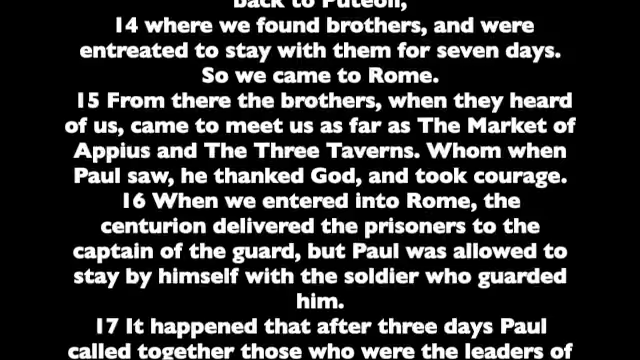 back to Puteoli,
14 where we found brothers, and were
entreated to stay with them for seven days.
So we came to Rome.
15 From there the brothers, when they heard
of us, came to meet us as far as The Market of
Appius and The Three Taverns. Whom when
Paul saw, he thanked God, and took courage.
16 When we entered into Rome, the
centurion delivered the prisoners to the
captain of the guard, but Paul was allowed to
stay by himself with the soldier who guarded
him.
17 It happened that after three days Paul
called together those who were the leaders of